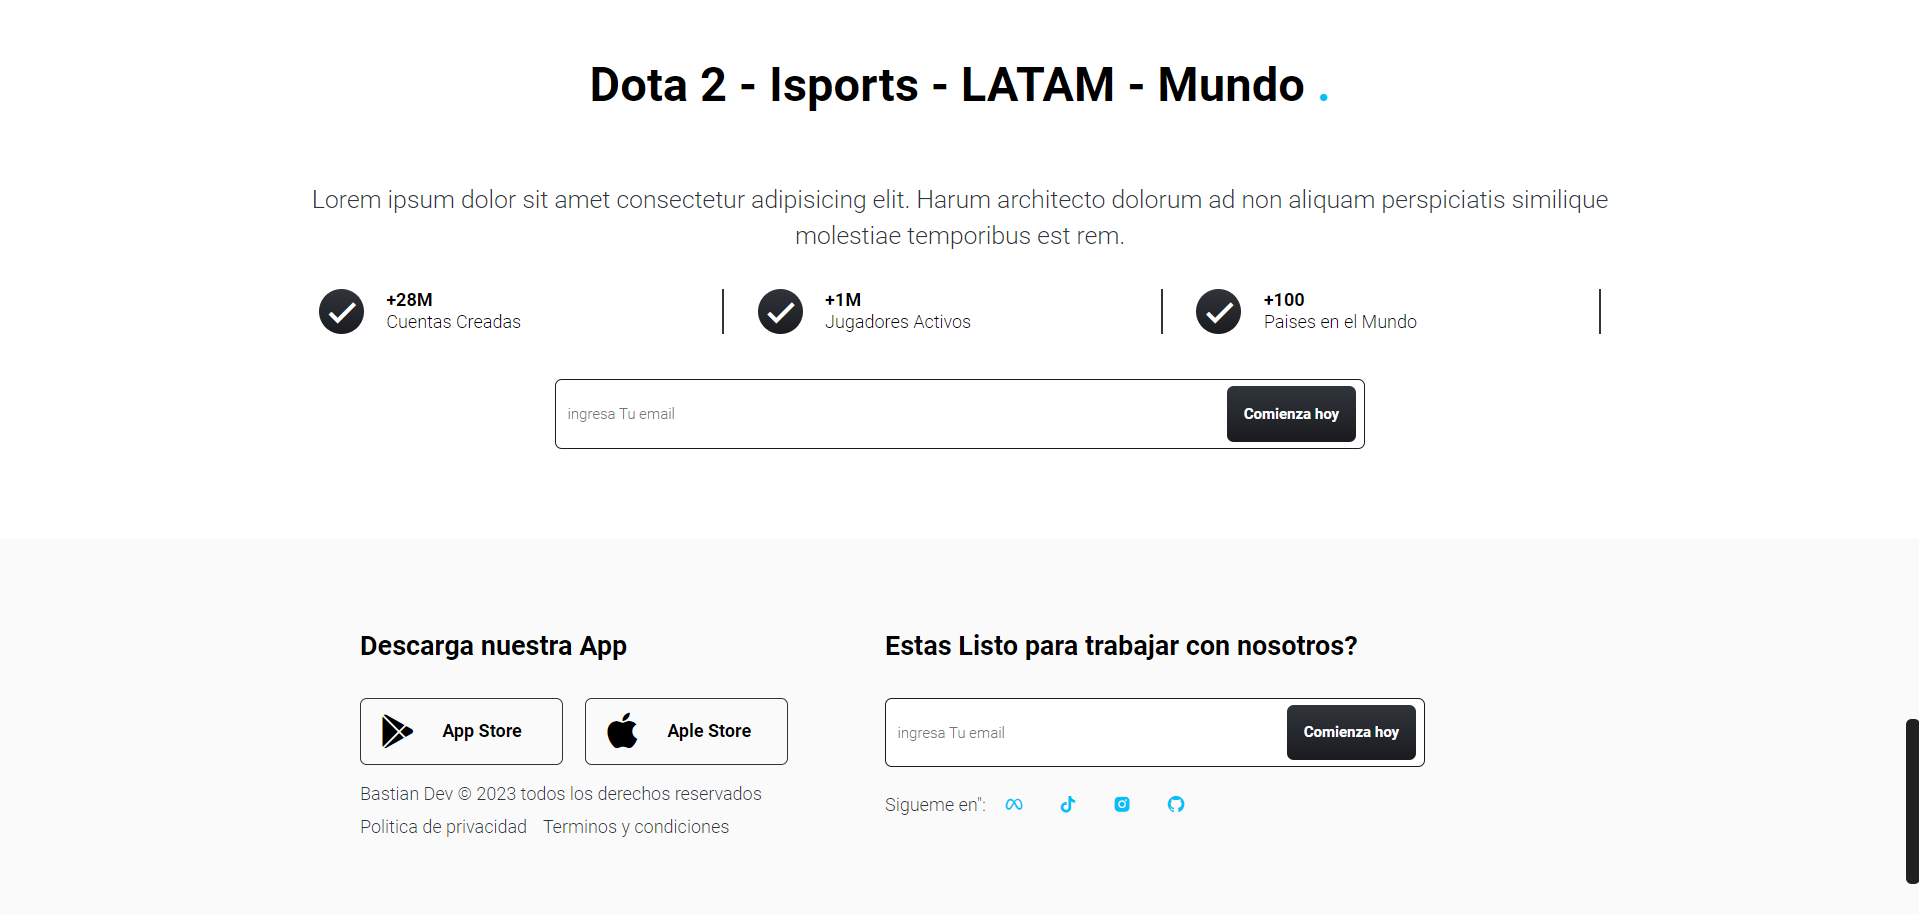 Dota 2 - Isports - LATAM - Mundo .
Lorem ipsum dolor sit amet consectetur adipisicing elit. Harum architecto dolorum ad non aliquam perspiciatis similique
molestiae temporibus est rem.
+28M
Cuentas Creadas
+1M
Jugadores Activos
+100
Paises en el Mundo
ingresa Tu email
Comienza hoy
Descarga nuestra App
App Store
Aple Store
Bastian Dev © 2023 todos los derechos reservados
Politica de privacidad Terminos y condiciones
Estas Listo para trabajar con nosotros?
ingresa Tu email
Comienza hoy
Sigueme en":